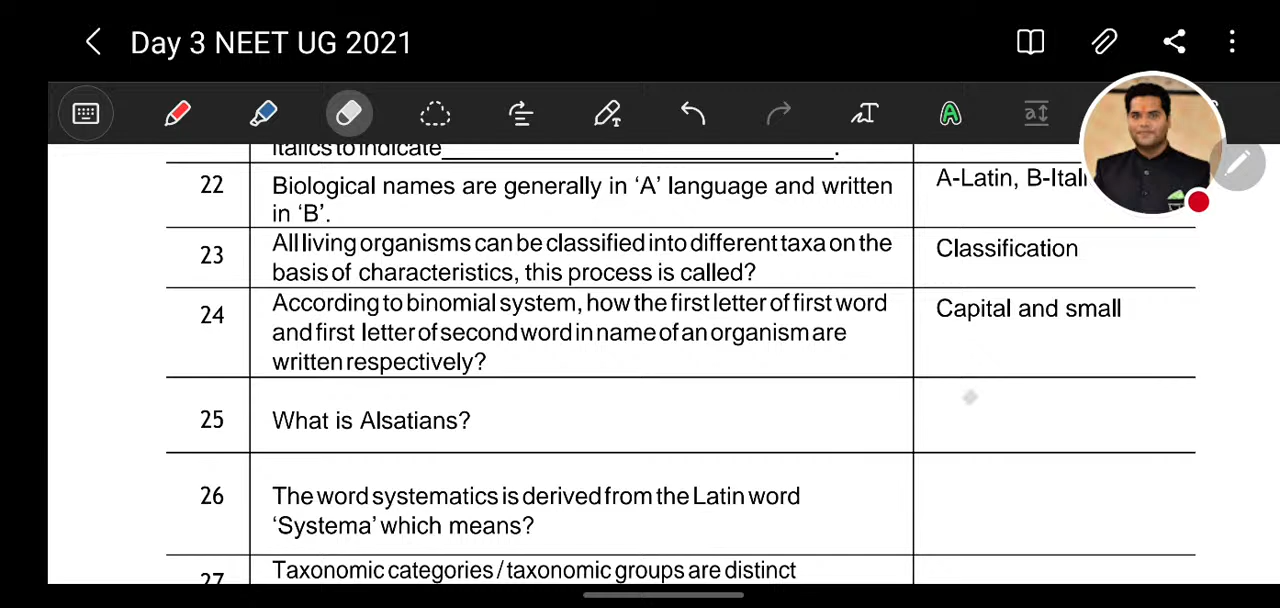 Day 3 NEET UG 2021
italics to indicate
22 Biological names are generally in ‘A’ language and written A-Latin, B-Itali
in ‘B’.
23 All living organisms can be classified into different taxa on the Classification
basis of characteristics, this process is called?
24 According to binomial system, how the first letter of first word Capital and small
and first letter of second word in name of an organism are
written respectively?
25 What is Alsatians?
26 The word systematics is derived from the Latin word
‘Systema’ which means?
27 Taxonomic categories / taxonomic groups are distinct